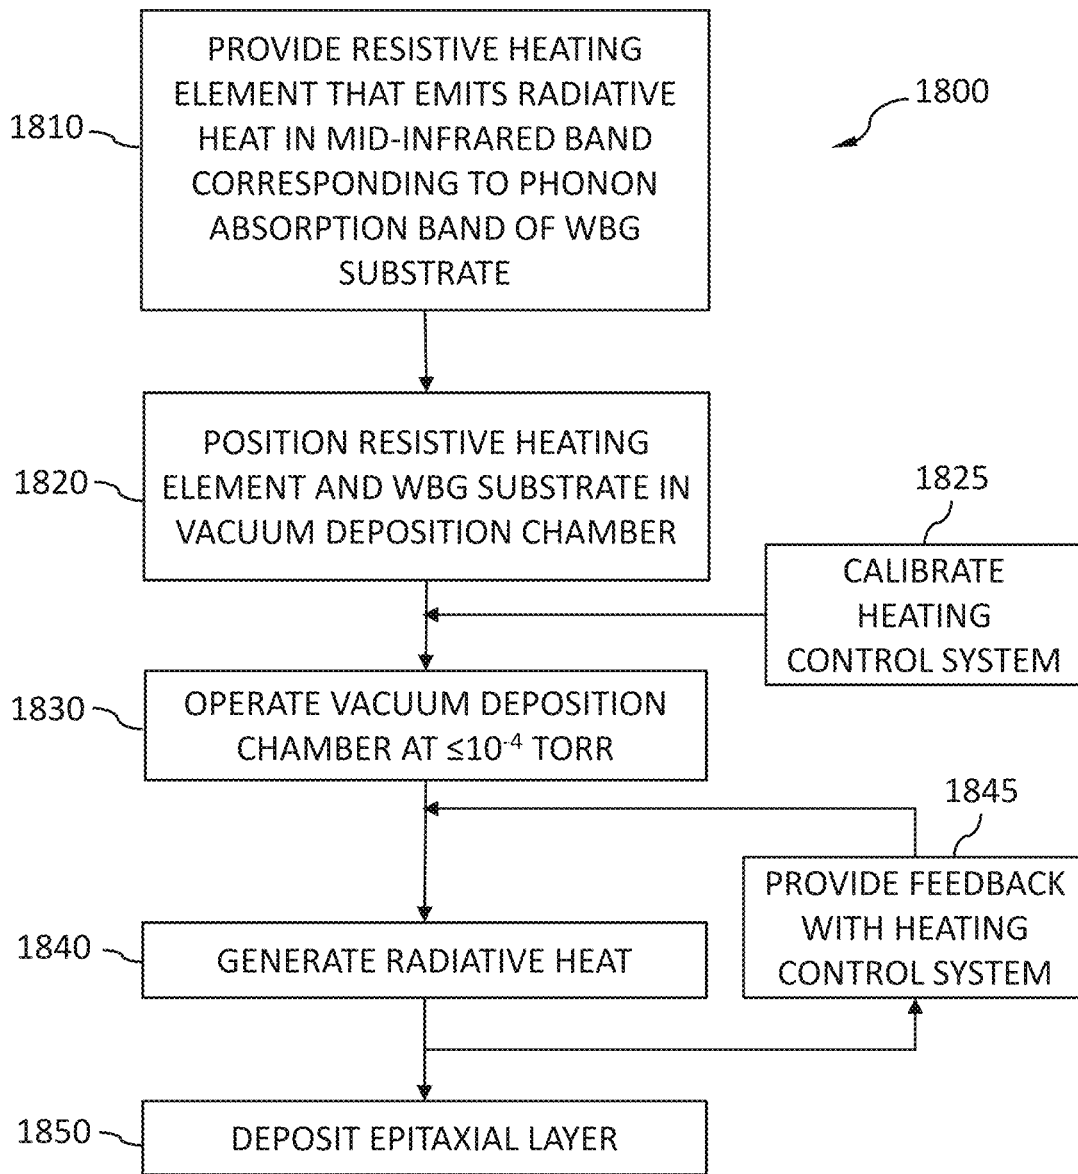 1800
1810
PROVIDE RESISTIVE HEATING
ELEMENT THAT EMITS RADIATIVE
HEAT IN MID-INFRARED BAND
CORRESPONDING TO PHONON
ABSORPTION BAND OF WBG
SUBSTRATE
1820
POSITION RESISTIVE HEATING
ELEMENT AND WBG SUBSTRATE IN
VACUUM DEPOSITION CHAMBER
1825
CALIBRATE
HEATING
CONTROL SYSTEM
1830
OPERATE VACUUM DEPOSITION
CHAMBER AT ≤10⁻⁴ TORR
1845
PROVIDE FEEDBACK
WITH HEATING
CONTROL SYSTEM
1840
GENERATE RADIATIVE HEAT
1850
DEPOSIT EPITAXIAL LAYER